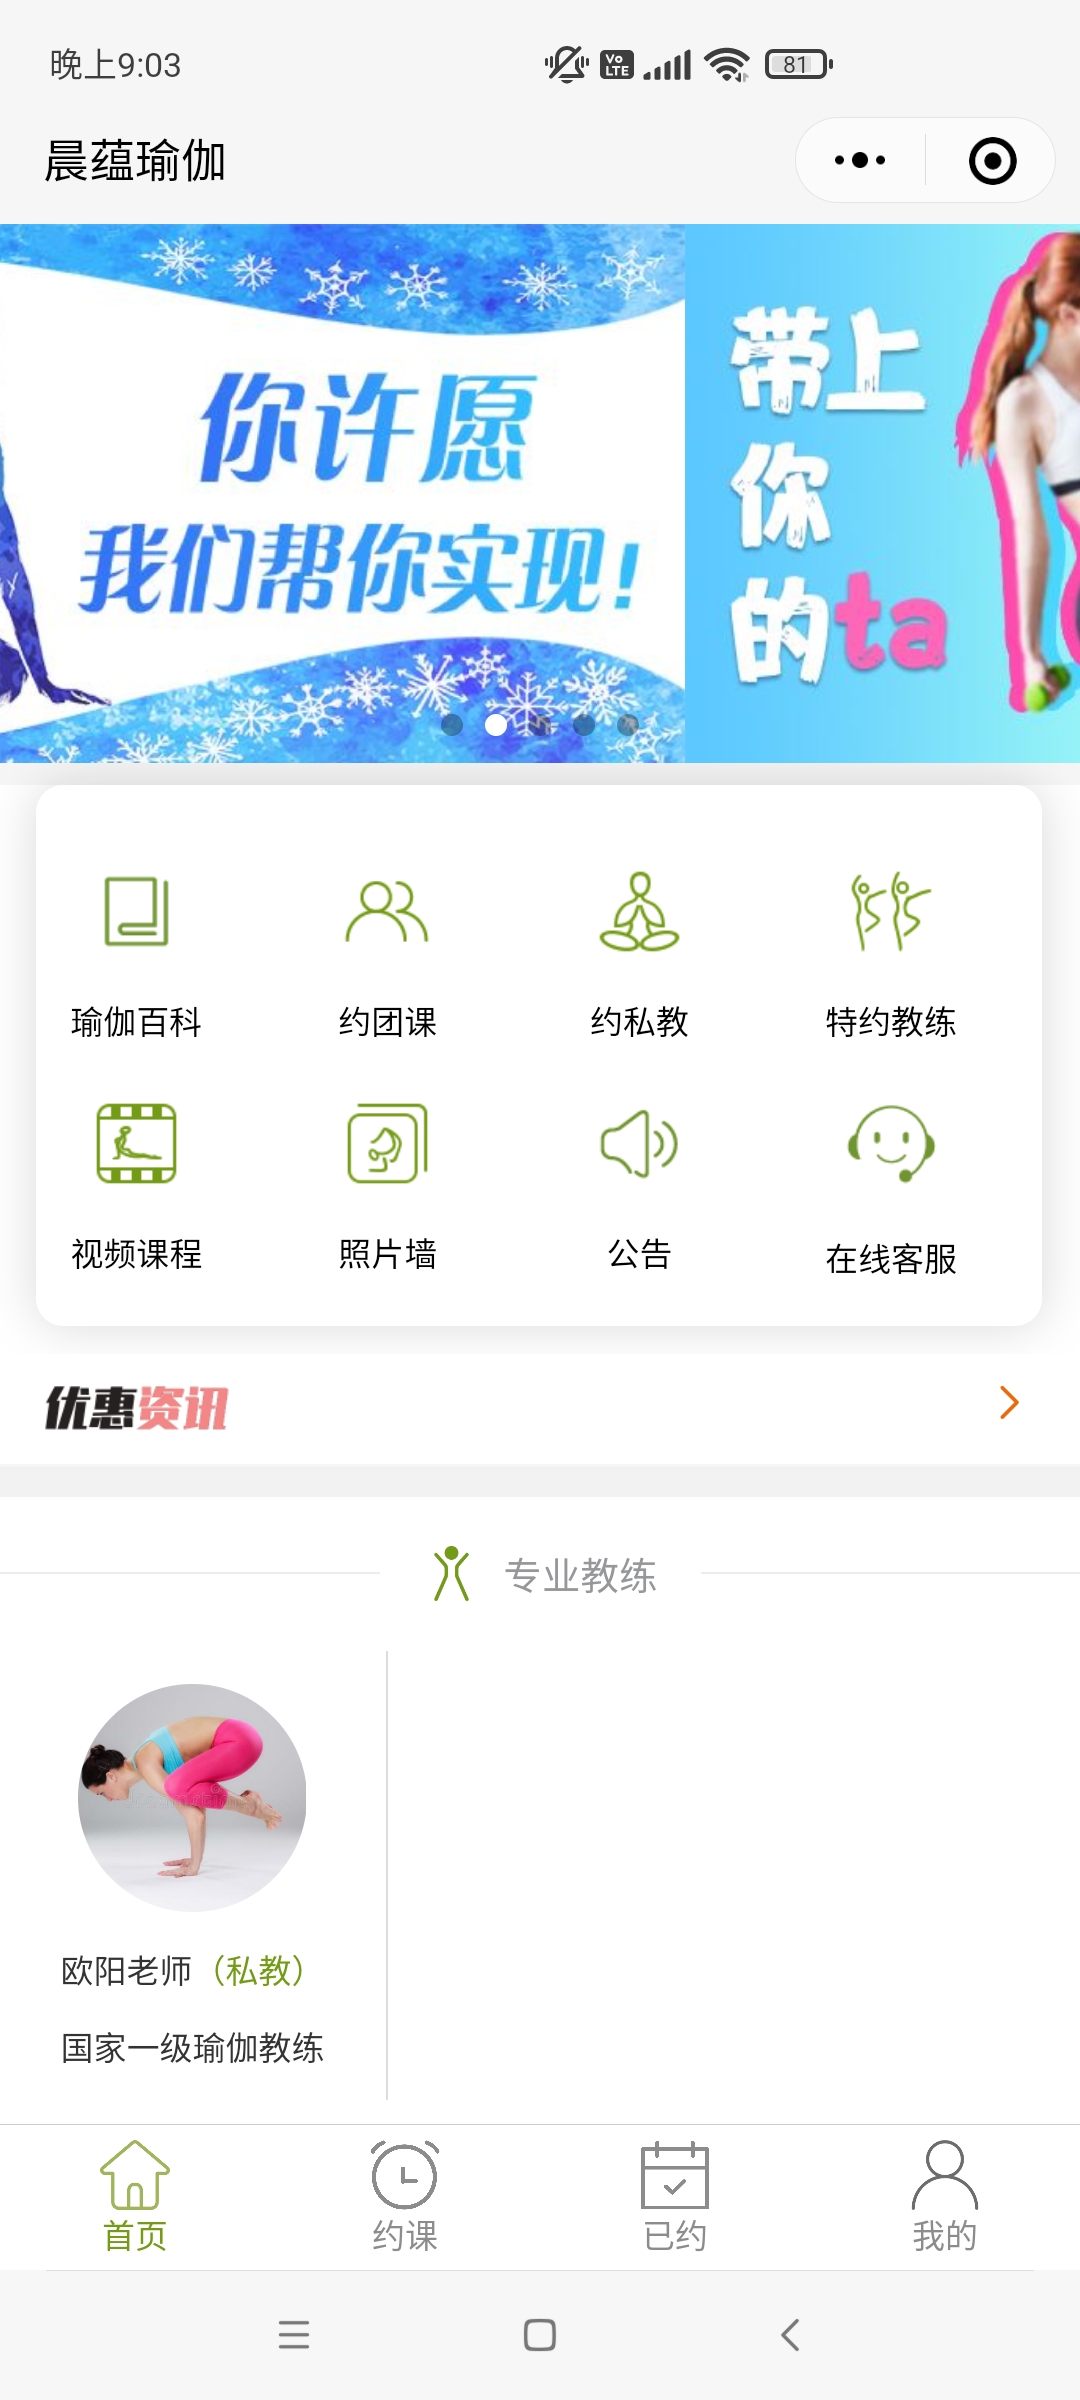 晚上9:03
Vo LTE
81
晨蕴瑜伽
你许愿
我们帮你实现!
带上
你
的ta
瑜伽百科
约团课
约私教
特约教练
视频课程
照片墙
公告
在线客服
优惠资讯
专业教练
欧阳老师（私教）
国家一级瑜伽教练
首页
约课
已约
我的